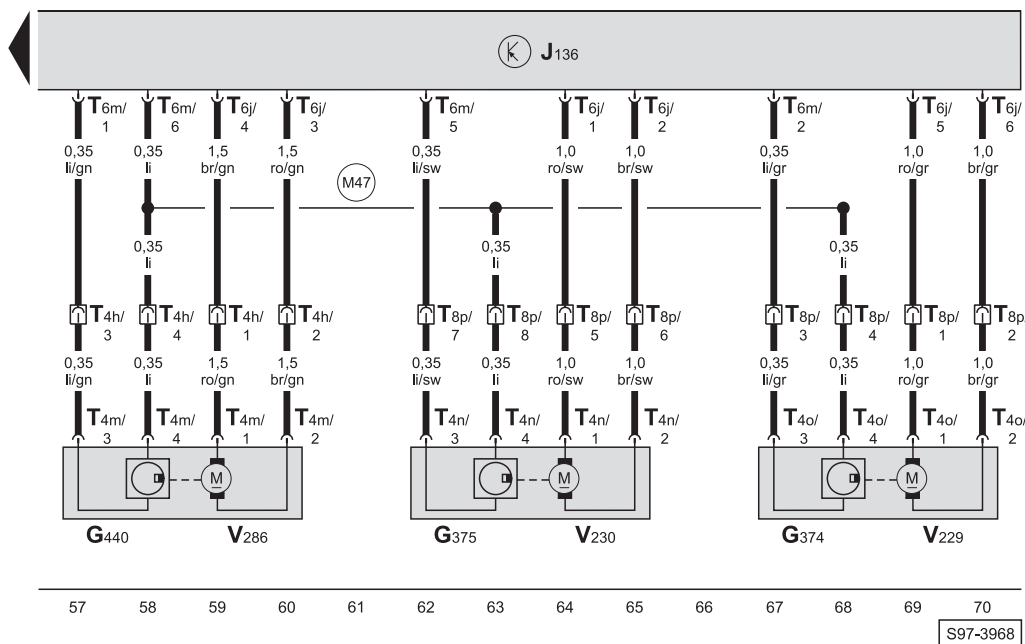 J136
T6m/ T6m/ T6j/ T6j/ T6m/ T6j/ T6j/ T6m/ T6j/ T6j/
1 6 4 3 5 1 2 2 5 6
0,35 0,35 1,5 1,5 0,35 1,0 1,0 0,35 1,0 1,0
li/gn li br/gn ro/gn li/sw ro/sw br/sw li/gr ro/gr br/gr
M47
0,35 0,35 0,35
li li li
T4h/ T4h/ T4h/ T4h/ T8p/ T8p/ T8p/ T8p/ T8p/ T8p/ T8p/ T8p/
3 4 1 2 7 8 5 6 3 4 1 2
0,35 0,35 1,5 1,5 0,35 0,35 1,0 1,0 0,35 0,35 1,0 1,0
li/gn li ro/gn br/gn li/sw li ro/sw br/sw li/gr li ro/gr br/gr
T4m/ T4m/ T4m/ T4m/ T4n/ T4n/ T4n/ T4n/ T4o/ T4o/ T4o/ T4o/
3 4 1 2 3 4 1 2 3 4 1 2
M M M
G440 V286 G375 V230 G374 V229
57 58 59 60 61 62 63 64 65 66 67 68 69 70
S97-3968